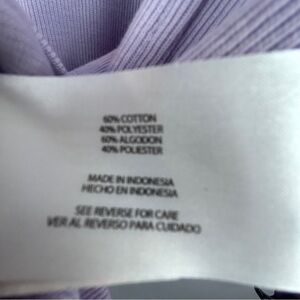 60% COTTON
40% POLYESTER
60% ALGODON
40% POLIESTER
MADE IN INDONESIA
HECHO EN INDONESIA
SEE REVERSE FOR CARE
VER AL REVERSO PARA CUIDADO